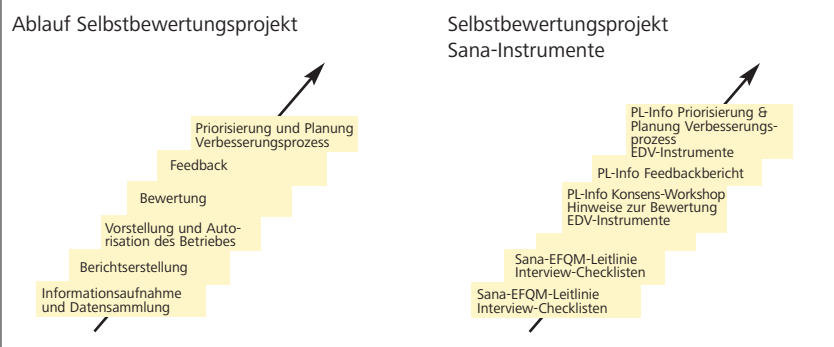 Ablauf Selbstbewertungsprojekt
Priorisierung und Planung
Verbesserungsprozess
Feedback
Bewertung
Vorstellung und Auto-
risation des Betriebes
Berichtserstellung
Informationsaufnahme
und Datensammlung
Selbstbewertungsprojekt
Sana-Instrumente
PL-Info Priorisierung &
Planung Verbesserungs-
prozess
EDV-Instrumente
PL-Info Feedbackbericht
PL-Info Konsens-Workshop
Hinweise zur Bewertung
EDV-Instrumente
Sana-EFQM-Leitlinie
Interview-Checklisten
Sana-EFQM-Leitlinie
Interview-Checklisten